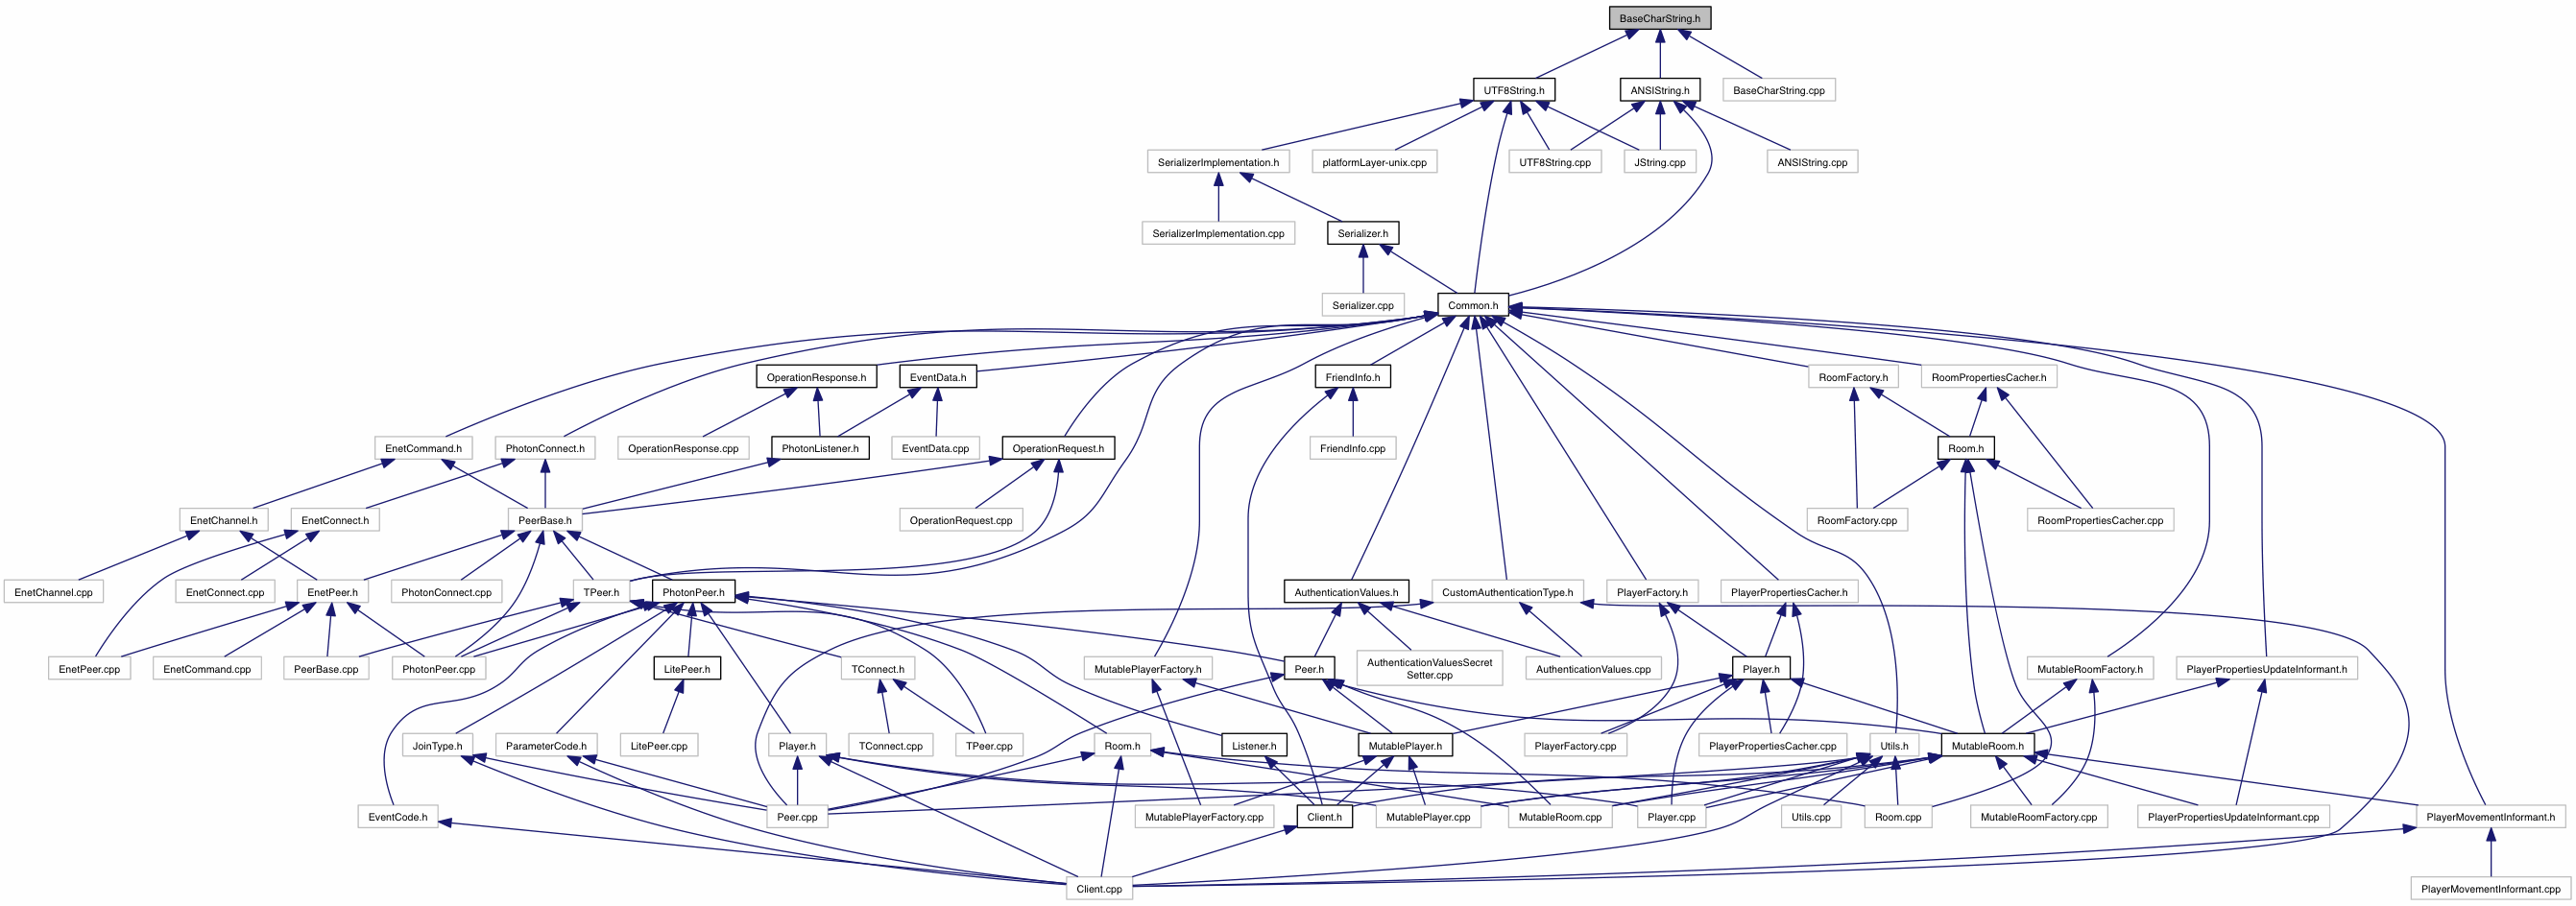 BaseCharString.h
UTF8String.h
ANSIString.h
BaseCharString.cpp
SerializerImplementation.h
platformLayer-unix.cpp
UTF8String.cpp
JString.cpp
ANSIString.cpp
SerializerImplementation.cpp
Serializer.h
Serializer.cpp
Common.h
OperationResponse.h
EventData.h
FriendInfo.h
RoomFactory.h
RoomPropertiesCacher.h
EnetCommand.h
PhotonConnect.h
OperationResponse.cpp
PhotonListener.h
EventData.cpp
OperationRequest.h
FriendInfo.cpp
Room.h
EnetChannel.h
EnetConnect.h
PeerBase.h
OperationRequest.cpp
RoomFactory.cpp
RoomPropertiesCacher.cpp
EnetChannel.cpp
EnetConnect.cpp
EnetPeer.h
PhotonConnect.cpp
TPeer.h
PhotonPeer.h
AuthenticationValues.h
CustomAuthenticationType.h
PlayerFactory.h
PlayerPropertiesCacher.h
EnetPeer.cpp
EnetCommand.cpp
PeerBase.cpp
PhotonPeer.cpp
LitePeer.h
TConnect.h
MutablePlayerFactory.h
Peer.h
AuthenticationValuesSecret
Setter.cpp
AuthenticationValues.cpp
Player.h
MutableRoomFactory.h
PlayerPropertiesUpdateInformant.h
JoinType.h
ParameterCode.h
LitePeer.cpp
Player.h
TConnect.cpp
TPeer.cpp
Room.h
Listener.h
MutablePlayer.h
PlayerFactory.cpp
PlayerPropertiesCacher.cpp
Utils.h
MutableRoom.h
EventCode.h
Peer.cpp
MutablePlayerFactory.cpp
Client.h
MutablePlayer.cpp
MutableRoom.cpp
Player.cpp
Utils.cpp
Room.cpp
MutableRoomFactory.cpp
PlayerPropertiesUpdateInformant.cpp
PlayerMovementInformant.h
Client.cpp
PlayerMovementInformant.cpp